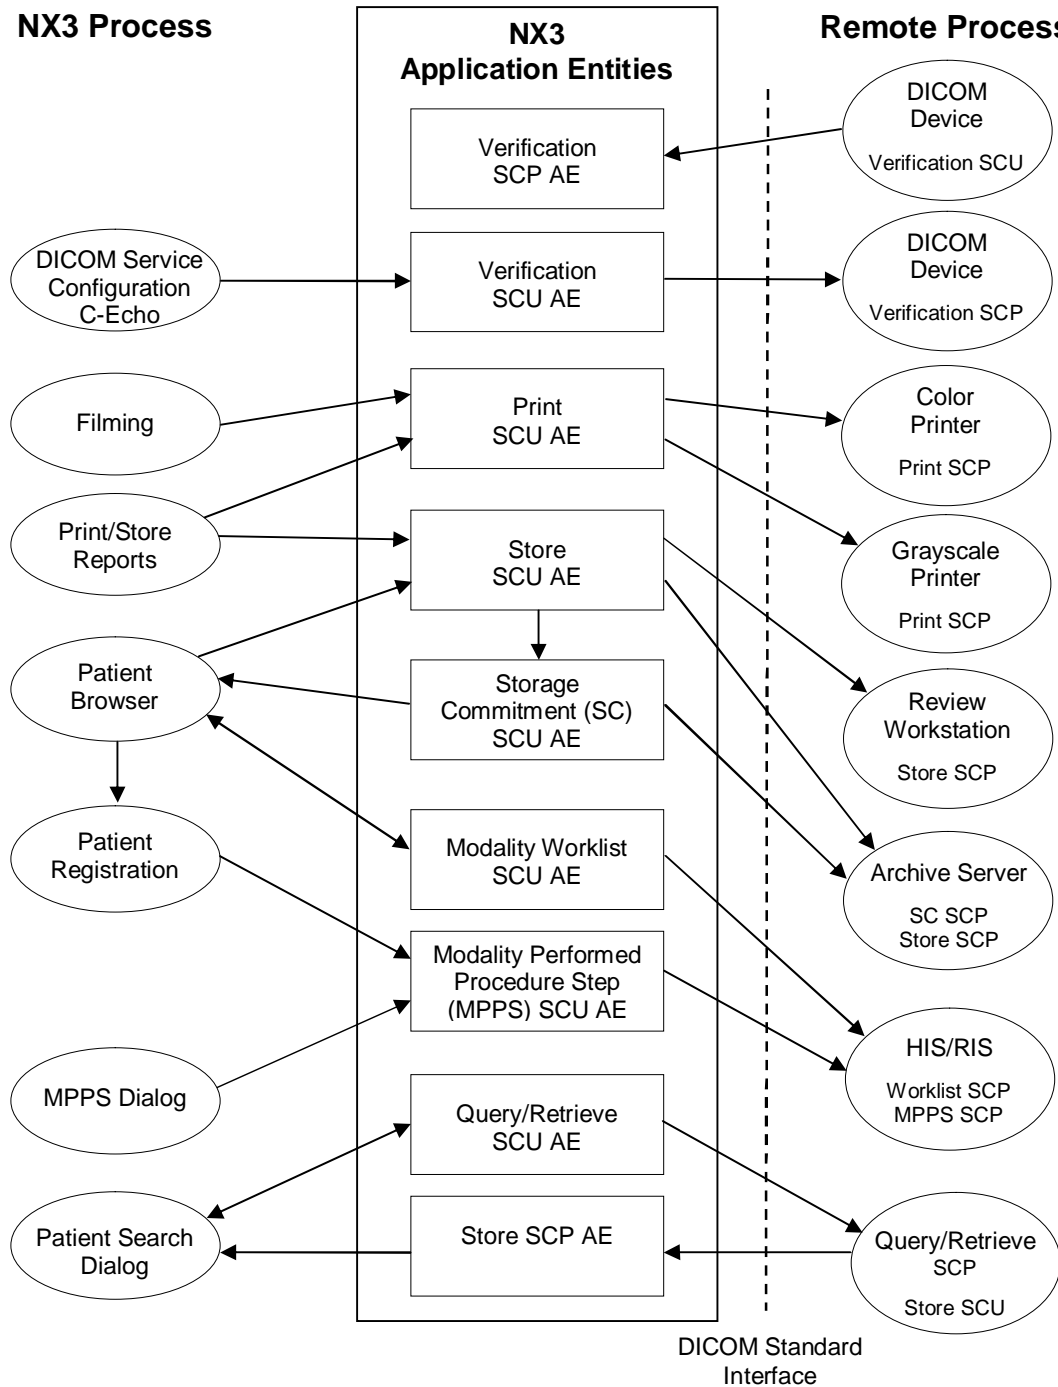 NX3 Process
NX3
Application Entities
Remote Process
Verification
SCP AE
DICOM
Device
Verification SCU
DICOM Service
Configuration
C-Echo
Verification
SCU AE
DICOM
Device
Verification SCP
Filming
Print
SCU AE
Color
Printer
Print SCP
Print/Store
Reports
Store
SCU AE
Grayscale
Printer
Print SCP
Patient
Browser
Storage
Commitment (SC)
SCU AE
Review
Workstation
Store SCP
Patient
Registration
Modality Worklist
SCU AE
Archive Server
SC SCP
Store SCP
Modality Performed
Procedure Step
(MPPS) SCU AE
HIS/RIS
Worklist SCP
MPPS SCP
MPPS Dialog
Query/Retrieve
SCU AE
Patient Search
Dialog
Store SCP AE
Query/Retrieve
SCP
Store SCU
DICOM Standard
Interface